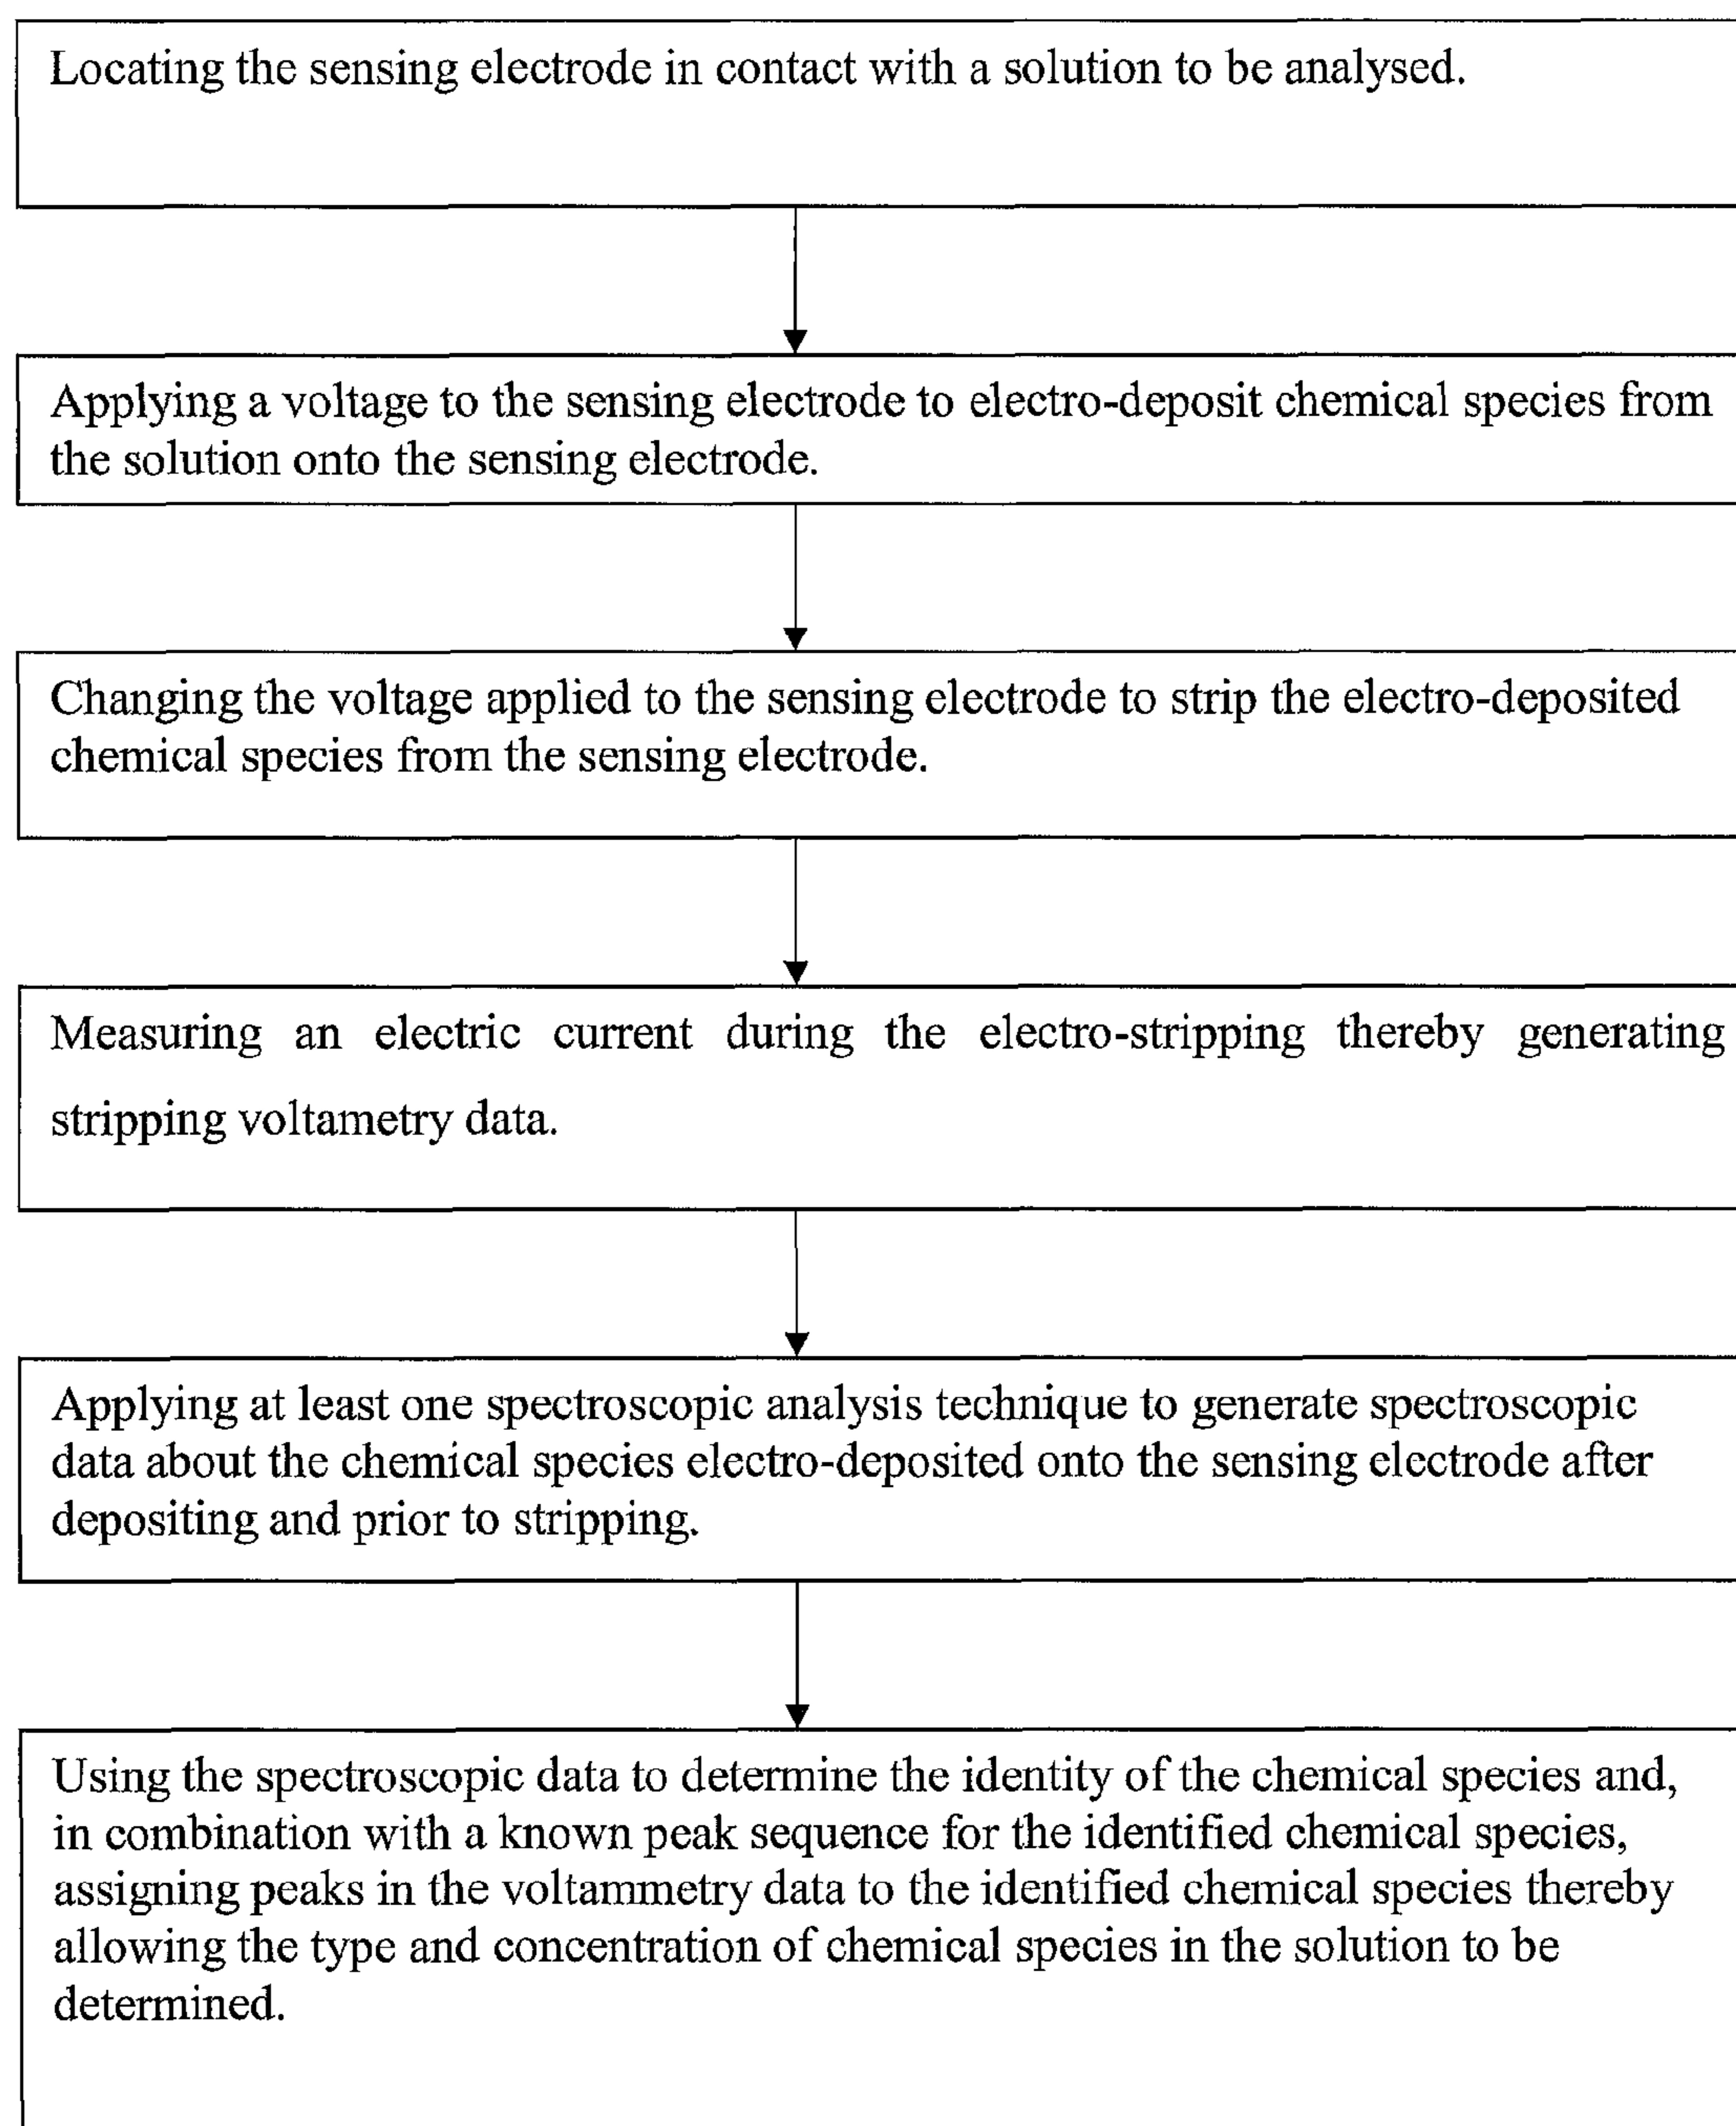 Locating the sensing electrode in contact with a solution to be analysed.
Applying a voltage to the sensing electrode to electro-deposit chemical species from
the solution onto the sensing electrode.
Changing the voltage applied to the sensing electrode to strip the electro-deposited
chemical species from the sensing electrode.
Measuring an electric current during the electro-stripping thereby generating
stripping voltametry data.
Applying at least one spectroscopic analysis technique to generate spectroscopic
data about the chemical species electro-deposited onto the sensing electrode after
depositing and prior to stripping.
Using the spectroscopic data to determine the identity of the chemical species and,
in combination with a known peak sequence for the identified chemical species,
assigning peaks in the voltammetry data to the identified chemical species thereby
allowing the type and concentration of chemical species in the solution to be
determined.